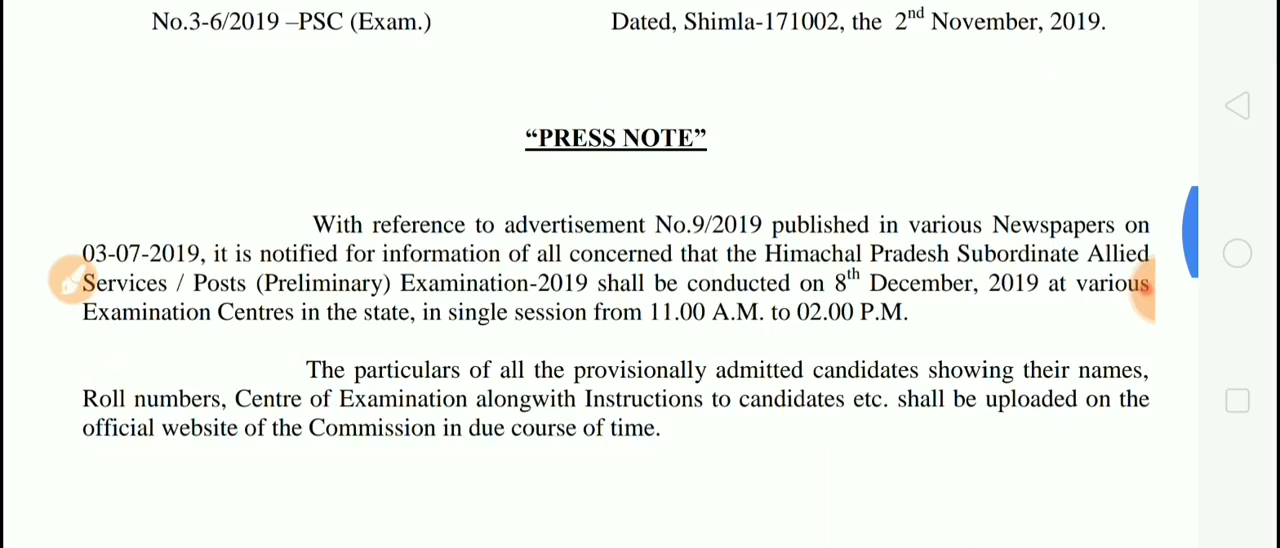 No.3-6/2019 –PSC (Exam.) Dated, Shimla-171002, the 2nd November, 2019.
“PRESS NOTE”
With reference to advertisement No.9/2019 published in various Newspapers on
03-07-2019, it is notified for information of all concerned that the Himachal Pradesh Subordinate Allied
Services / Posts (Preliminary) Examination-2019 shall be conducted on 8th December, 2019 at various
Examination Centres in the state, in single session from 11.00 A.M. to 02.00 P.M.
The particulars of all the provisionally admitted candidates showing their names,
Roll numbers, Centre of Examination alongwith Instructions to candidates etc. shall be uploaded on the
official website of the Commission in due course of time.